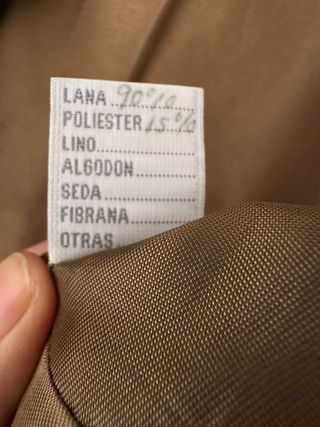 LANA 90%
POLIESTER 15%
LINO
ALGODON
SEDA
FIBRANA
OTRAS